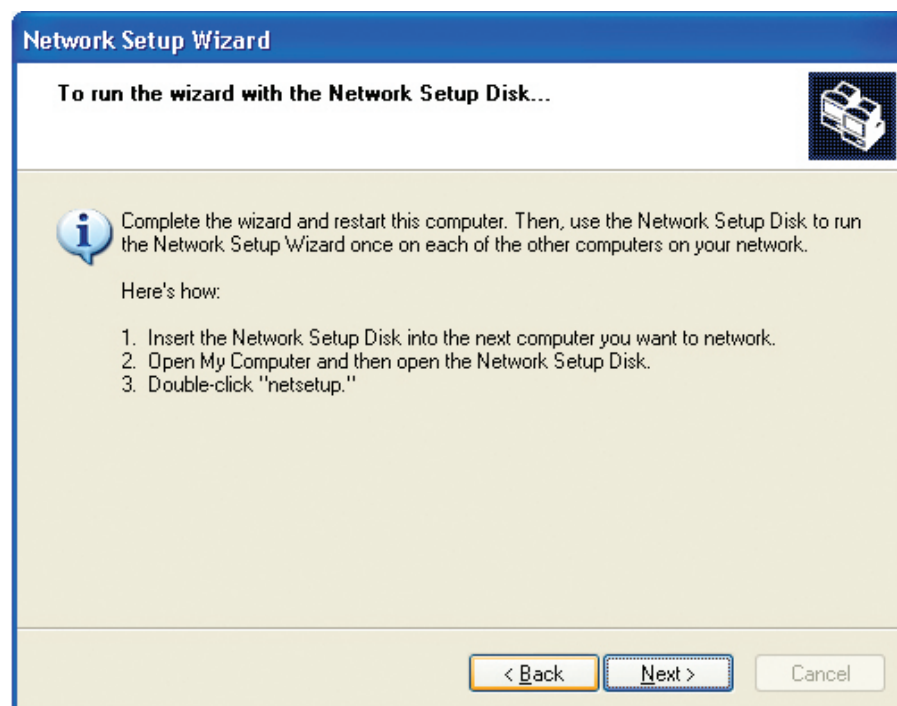 Network Setup Wizard
To run the wizard with the Network Setup Disk...
Complete the wizard and restart this computer. Then, use the Network Setup Disk to run
the Network Setup Wizard once on each of the other computers on your network.
Here's how:
1. Insert the Network Setup Disk into the next computer you want to network.
2. Open My Computer and then open the Network Setup Disk.
3. Double-click "netsetup."
< Back Next > Cancel